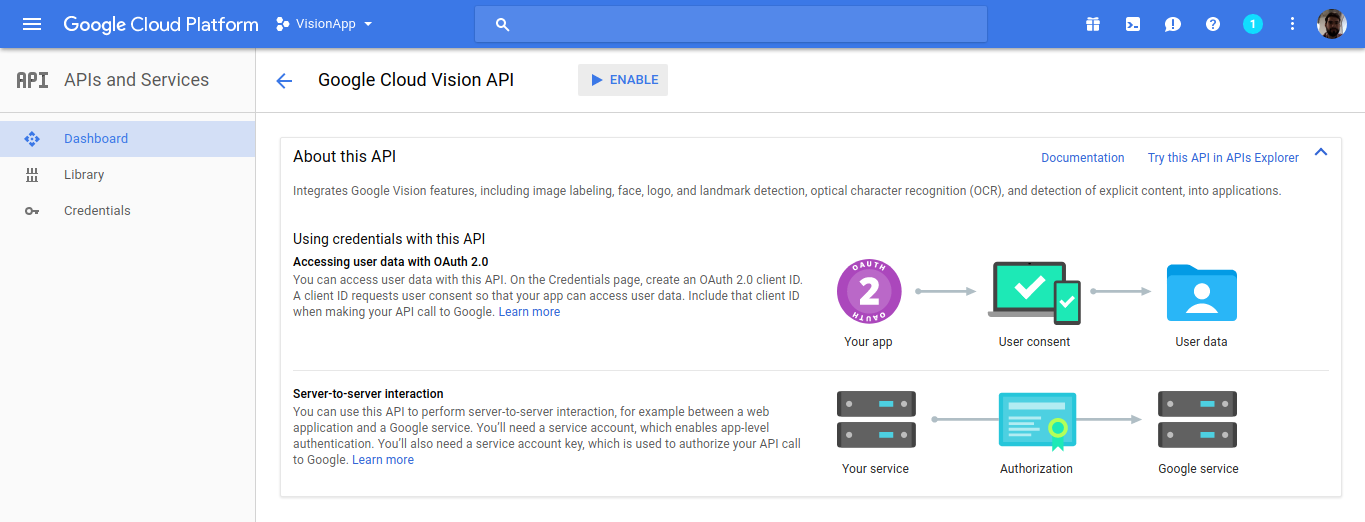 Google Cloud Platform
VisionApp
1
API
APIs and Services
Google Cloud Vision API
ENABLE
Dashboard
Library
Credentials
About this API
Documentation
Try this API in APIs Explorer
Integrates Google Vision features, including image labeling, face, logo, and landmark detection, optical character recognition (OCR), and detection of explicit content, into applications.
Using credentials with this API
Accessing user data with OAuth 2.0
You can access user data with this API. On the Credentials page, create an OAuth 2.0 client ID.
A client ID requests user consent so that your app can access user data. Include that client ID
when making your API call to Google. Learn more
OAUTH
2
OAUTH
Your app
User consent
User data
Server-to-server interaction
You can use this API to perform server-to-server interaction, for example between a web
application and a Google service. You'll need a service account, which enables app-level
authentication. You'll also need a service account key, which is used to authorize your API call
to Google. Learn more
Your service
Authorization
Google service